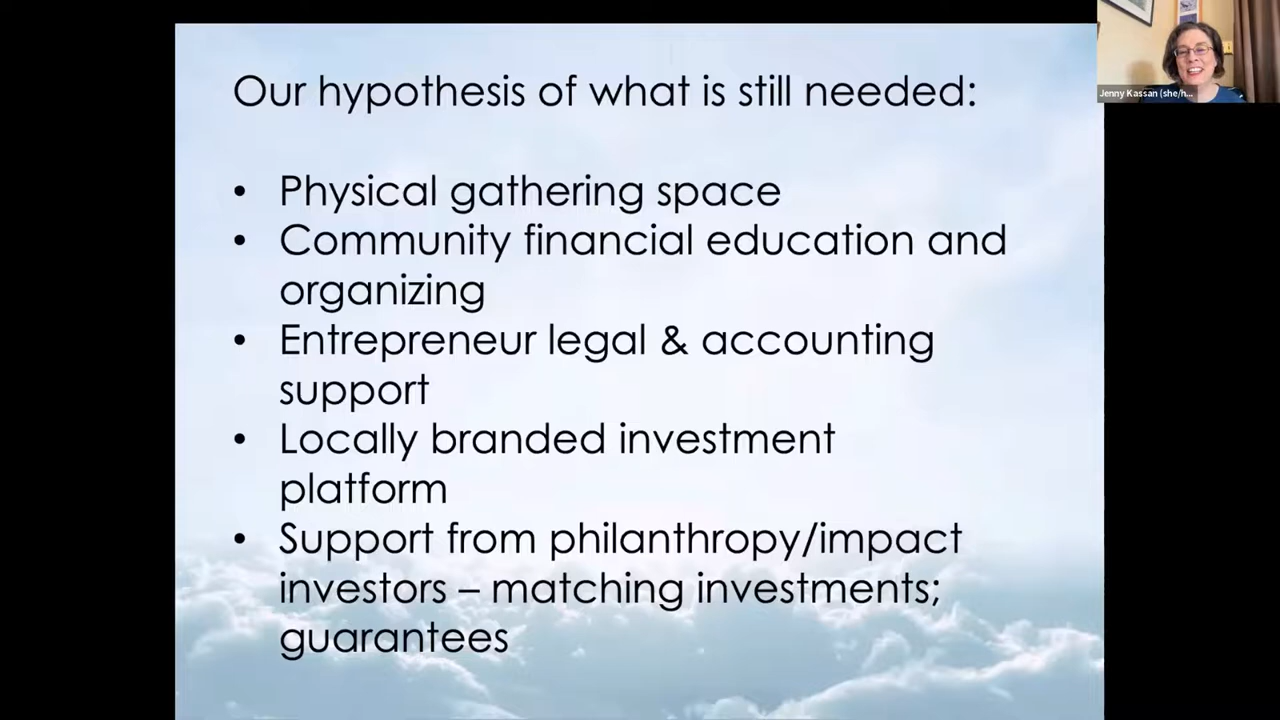 Our hypothesis of what is still needed:
• Physical gathering space
• Community financial education and
organizing
• Entrepreneur legal & accounting
support
• Locally branded investment
platform
• Support from philanthropy/impact
investors – matching investments;
guarantees
Jenny Kassan (she/h...